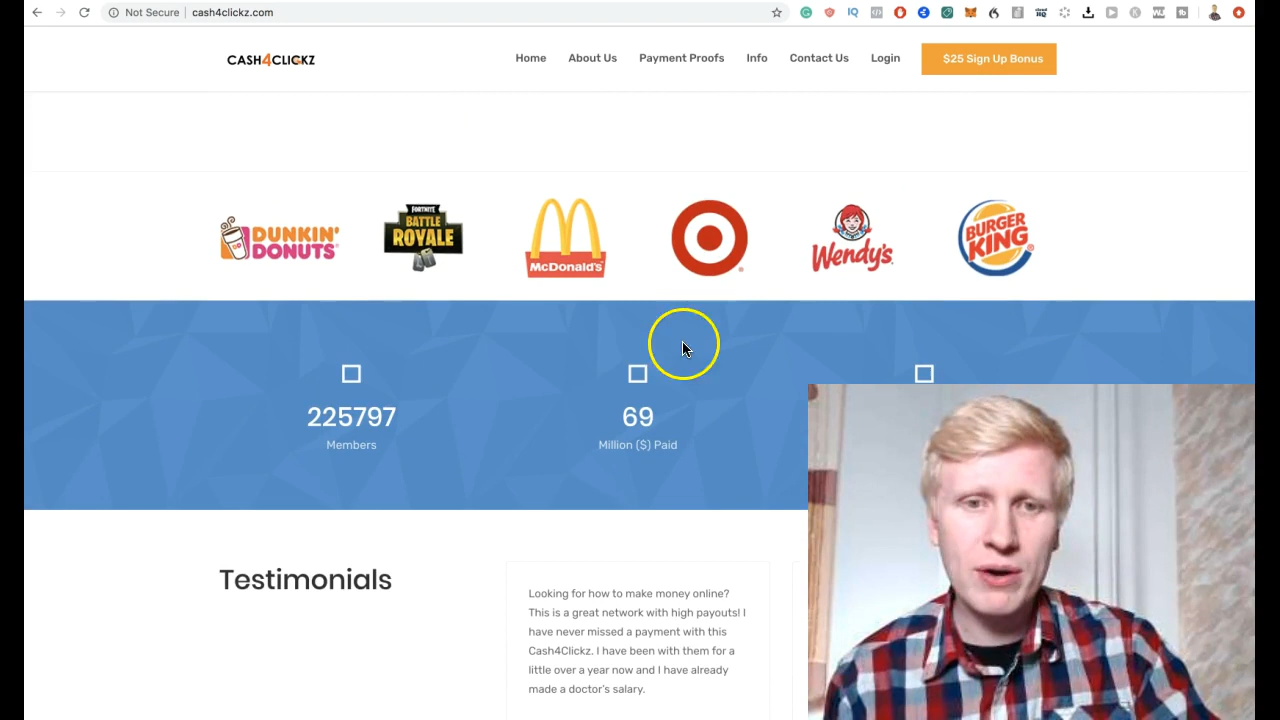 Not Secure cash4clickz.com
CASH4CLICKZ Home About Us Payment Proofs Info Contact Us Login $25 Sign Up Bonus
DUNKIN' DONUTS
FORTNITE BATTLE ROYALE
McDonald's
Wendy's
BURGER KING
225797 69
Members Million ($) Paid
Testimonials
Looking for how to make money online?
This is a great network with high payouts! I
have never missed a payment with this
Cash4Clickz. I have been with them for a
little over a year now and I have already
made a doctor's salary.